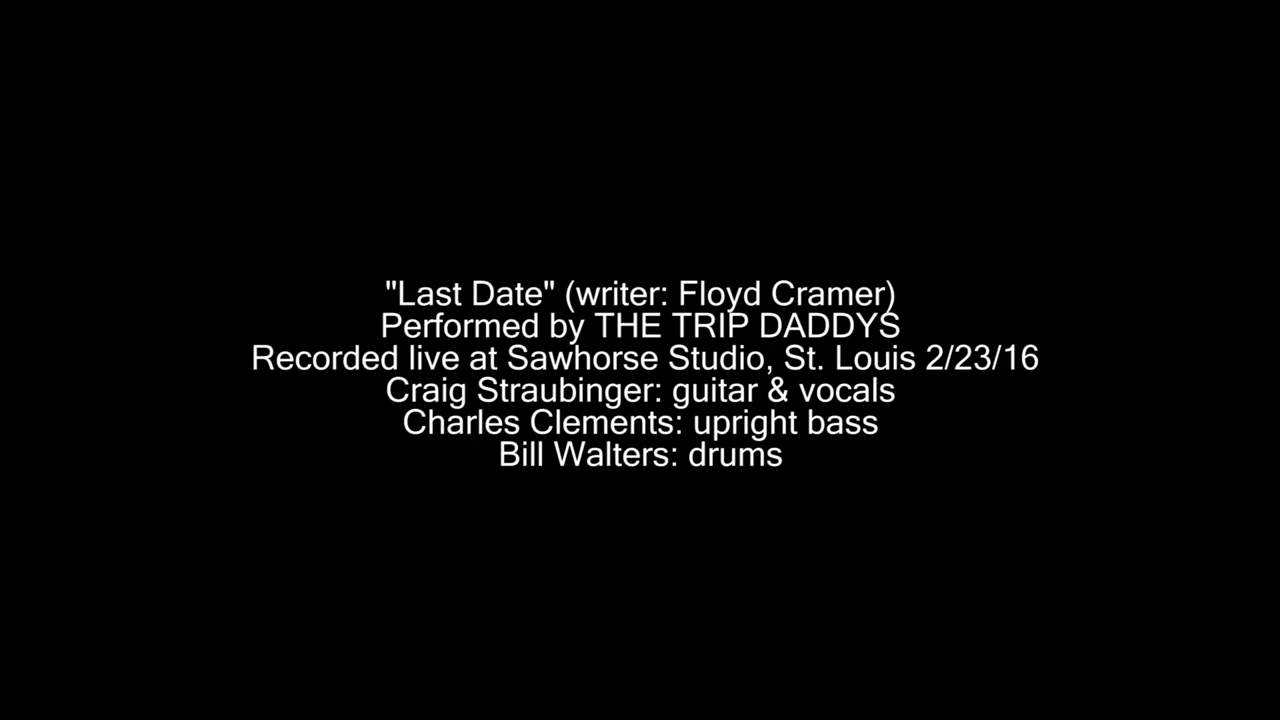 "Last Date" (writer: Floyd Cramer)
Performed by THE TRIP DADDYS
Recorded live at Sawhorse Studio, St. Louis 2/23/16
Craig Straubinger: guitar & vocals
Charles Clements: upright bass
Bill Walters: drums